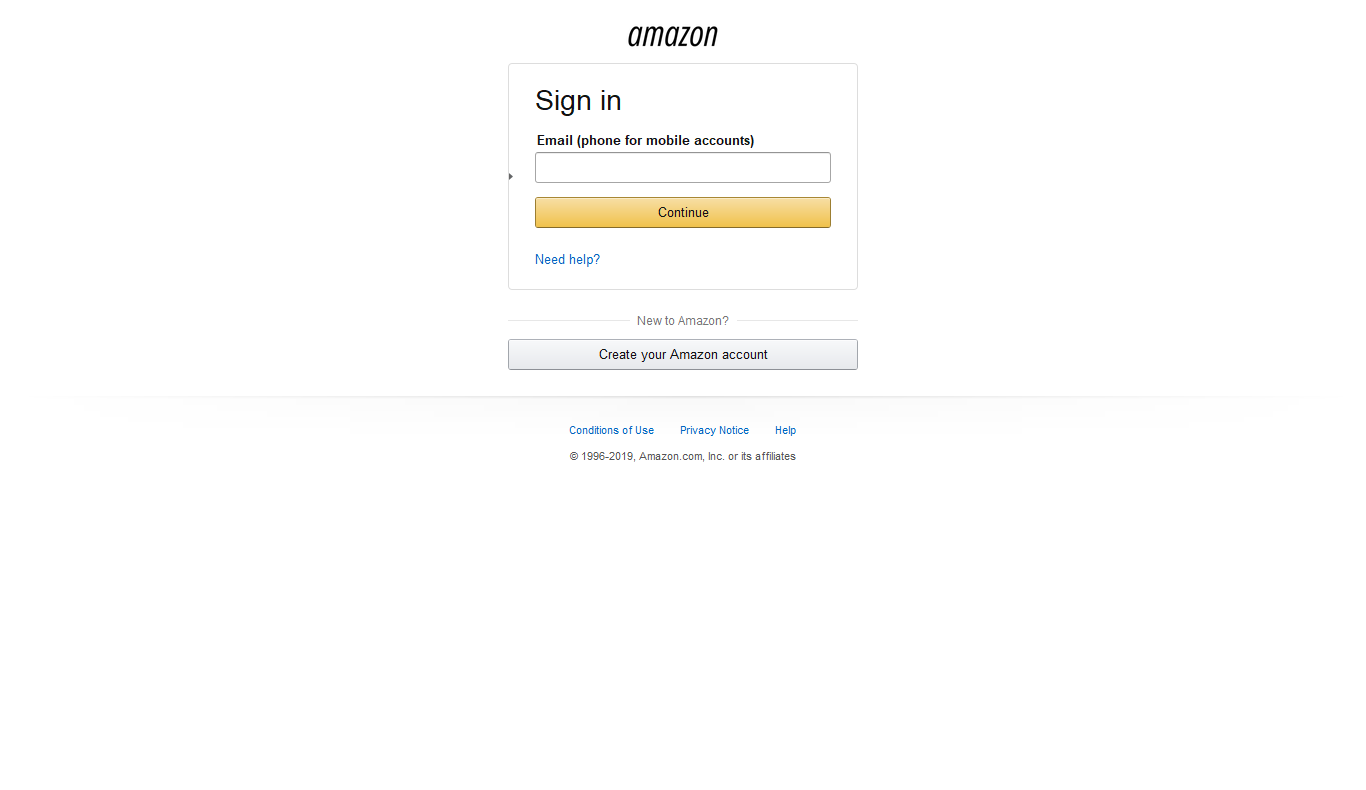 amazon
Sign in
Email (phone for mobile accounts)
Continue
Need help?
New to Amazon?
Create your Amazon account
Conditions of Use Privacy Notice Help
© 1996-2019, Amazon.com, Inc. or its affiliates